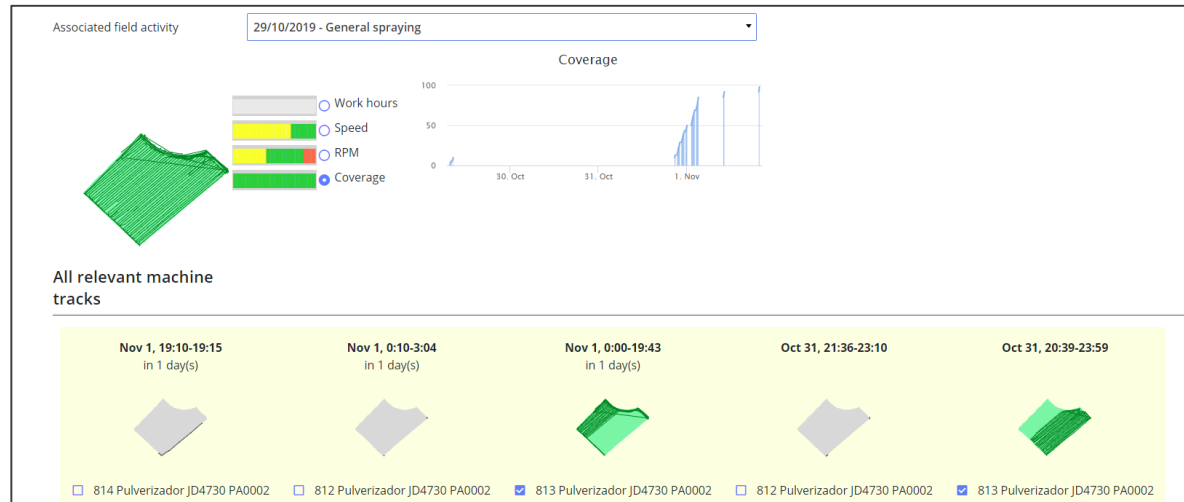 Associated field activity
29/10/2019 - General spraying
Coverage
Work hours
Speed
RPM
Coverage
100
50
0
30. Oct
31. Oct
1. Nov
All relevant machine
tracks
Nov 1, 19:10-19:15
in 1 day(s)
Nov 1, 0:10-3:04
in 1 day(s)
Nov 1, 0:00-19:43
in 1 day(s)
Oct 31, 21:36-23:10
Oct 31, 20:39-23:59
814 Pulverizador JD4730 PA0002
812 Pulverizador JD4730 PA0002
813 Pulverizador JD4730 PA0002
812 Pulverizador JD4730 PA0002
813 Pulverizador JD4730 PA0002